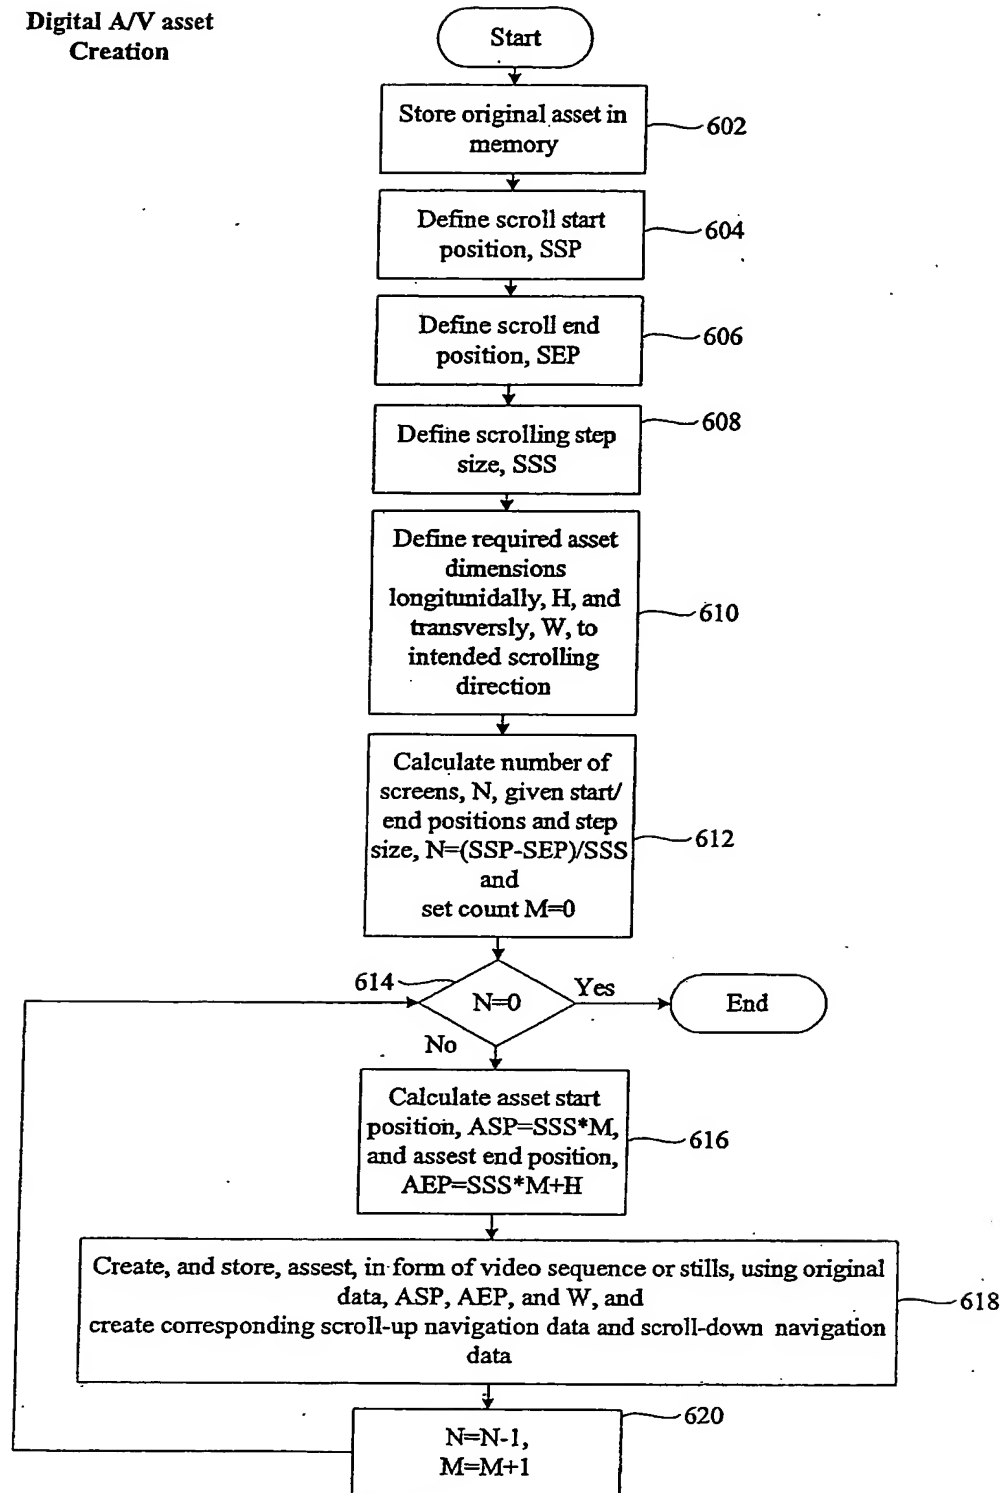 Digital A/V asset
Creation
Start
Store original asset in
memory
602
Define scroll start
position, SSP
604
Define scroll end
position, SEP
606
Define scrolling step
size, SSS
608
Define required asset
dimensions
longitunidally, H, and
transversly, W, to
intended scrolling
direction
610
Calculate number of
screens, N, given start/
end positions and step
size, N=(SSP-SEP)/SSS
and
set count M=0
612
614
N=0
Yes
End
No
Calculate asset start
position, ASP=SSS*M,
and assest end position,
AEP=SSS*M+H
616
Create, and store, assest, in form of video sequence or stills, using original
data, ASP, AEP, and W, and
create corresponding scroll-up navigation data and scroll-down navigation
data
618
620
N=N-1,
M=M+1